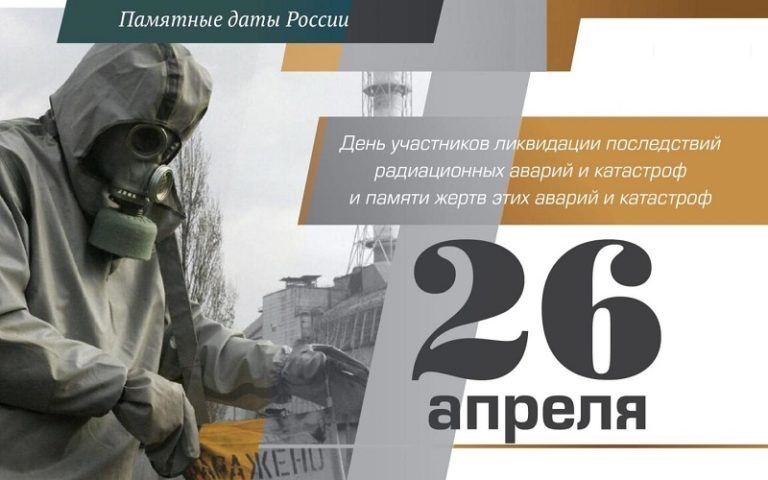 Памятные даты России
День участников ликвидации последствий
радиационных аварий и катастроф
и памяти жертв этих аварий и катастроф
26
апреля